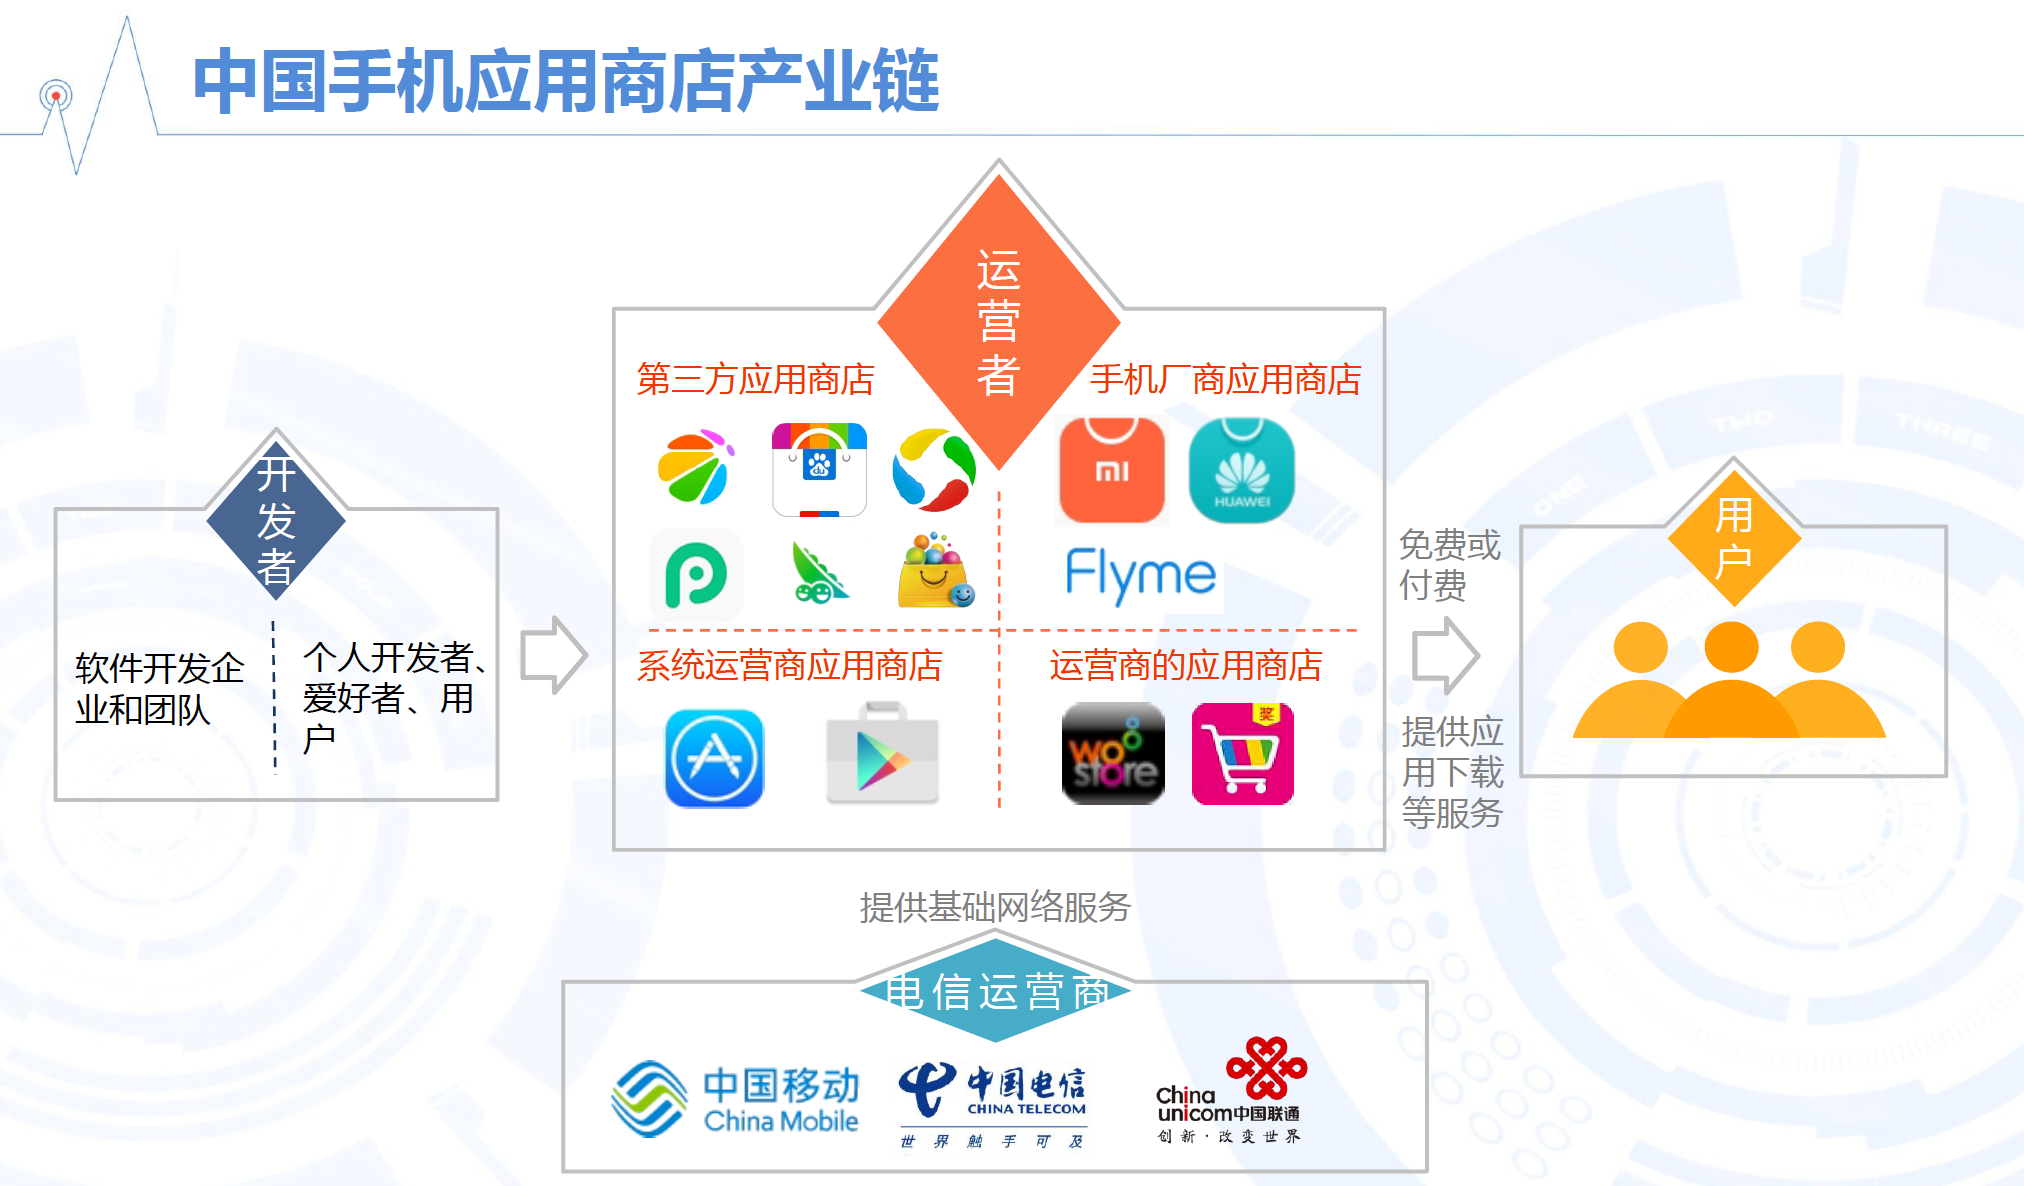 中国手机应用商店产业链
运
营
者
第三方应用商店
手机厂商应用商店
du
mi
HUAWEI
Flyme
开
发
者
软件开发企
业和团队
个人开发者、
爱好者、用
户
系统运营商应用商店
运营商的应用商店
wo
store
奖
免费或
付费
提供应
用下载
等服务
用
户
ONE
TWO
THREE
FOUR
提供基础网络服务
电信运营商
中国移动
China Mobile
中国电信
CHINA TELECOM
世界触手可及
China
unicom中国联通
创新·改变世界